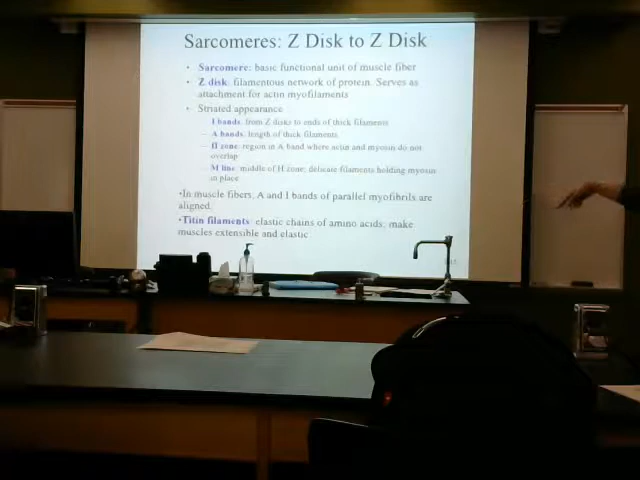 Sarcomeres: Z Disk to Z Disk
• Sarcomere: basic functional unit of muscle fiber
• Z disk: filamentous network of protein. Serves as
attachment for actin myofilaments
• Striated appearance
– I bands: from Z disks to ends of thick filaments
– A bands: length of thick filaments
– H zone: region in A band where actin and myosin do not
overlap
– M line: middle of H zone; delicate filaments holding myosin
in place
•In muscle fibers, A and I bands of parallel myofibrils are
aligned.
•Titin filaments: elastic chains of amino acids; make
muscles extensible and elastic